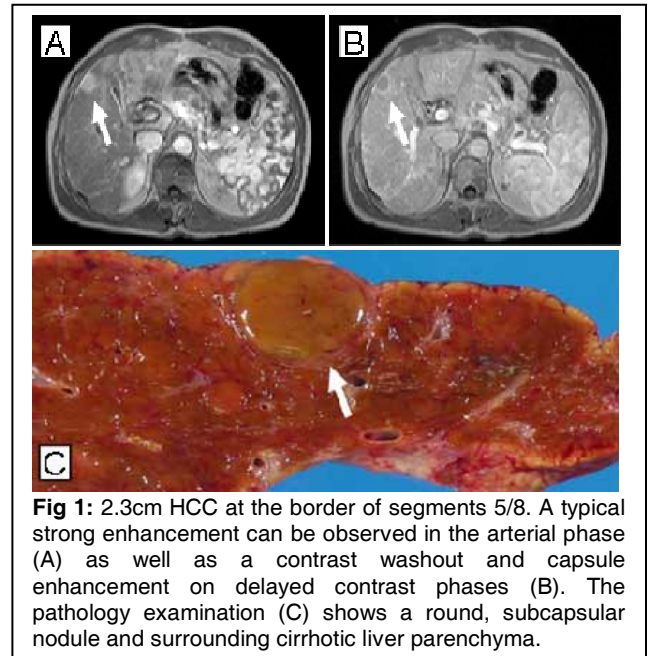 A
B
C
Fig 1: 2.3cm HCC at the border of segments 5/8. A typical
strong enhancement can be observed in the arterial phase
(A) as well as a contrast washout and capsule
enhancement on delayed contrast phases (B). The
pathology examination (C) shows a round, subcapsular
nodule and surrounding cirrhotic liver parenchyma.